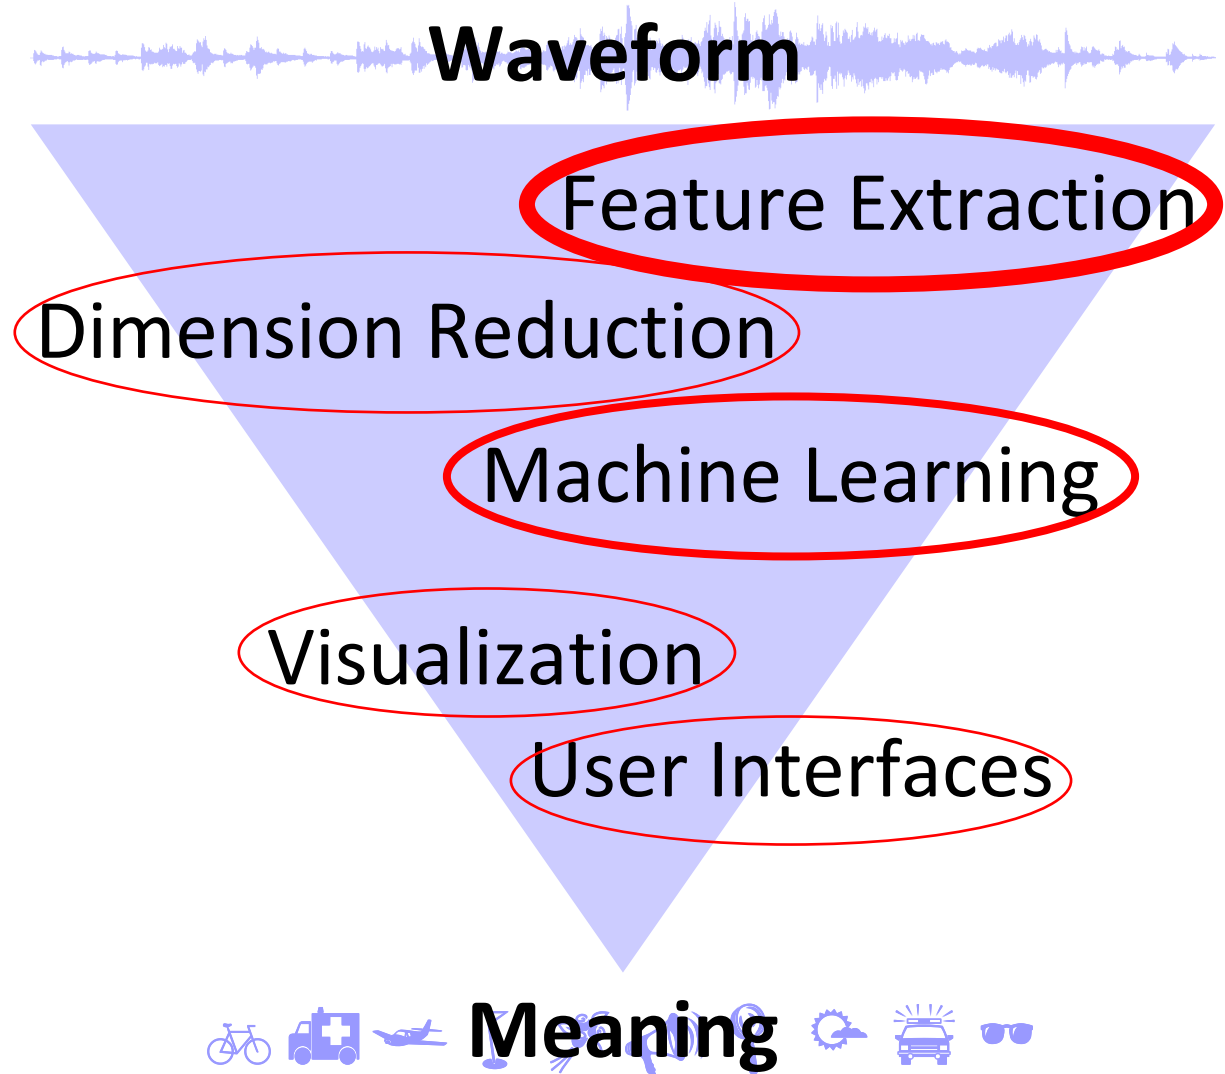 Waveform
Feature Extraction
Dimension Reduction
Machine Learning
Visualization
User Interfaces
Meaning